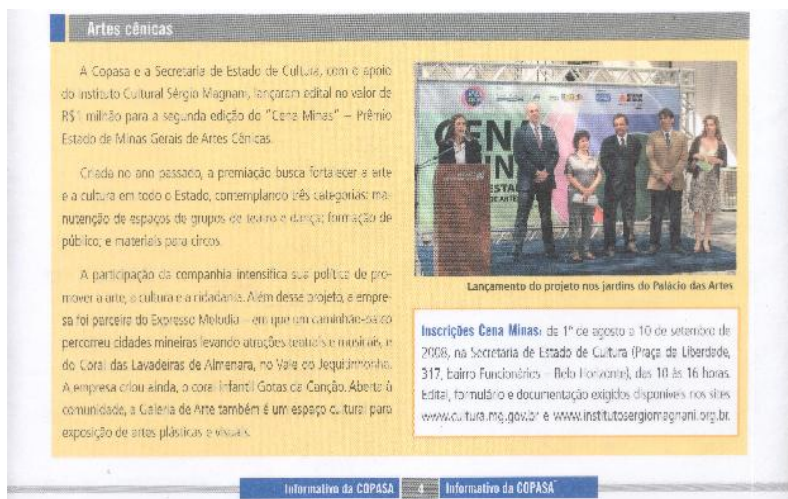 Artes cênicas
A Copasa e a Secretaria de Estado de Cultura, com o apoio
do Instituto Cultural Sérgio Magnani, lançaram edital no valor de
R$1 milhão para a segunda edição do "Cena Minas" – Prêmio
Estado de Minas Gerais de Artes Cênicas.
Criada no ano passado, a premiação busca fortalecer a arte
e a cultura em todo o Estado, contemplando três categorias: ma-
nutenção de espaços de grupos de teatro e dança; formação de
público; e materiais para circos.
A participação da companhia intensifica sua política de pro-
mover a arte, a cultura e a cidadania. Além desse projeto, a empre-
sa foi parceira do Expresso Melodia – em que um caminhão-palco
percorreu cidades mineiras levando atrações teatrais e musicais, e
do Coral das Lavadeiras de Almenara, no Vale do Jequitinhonha.
A empresa criou ainda, o coral infantil Gotas da Canção. Aberta à
comunidade, a Galeria de Arte também é um espaço cultural para
exposição de artes plásticas e visuais.
CENA
MINAS
Lançamento do projeto nos jardins do Palácio das Artes
Inscrições Cena Minas: de 1º de agosto a 10 de setembro de
2008, na Secretaria de Estado de Cultura (Praça da Liberdade,
317, bairro Funcionários – Belo Horizonte), das 10 às 16 horas.
Edital, formulário e documentação exigidos disponíveis nos sites
www.cultura.mg.gov.br e www.institutosergiomagnani.org.br.
Informativo da COPASA 4 Informativo da COPASA